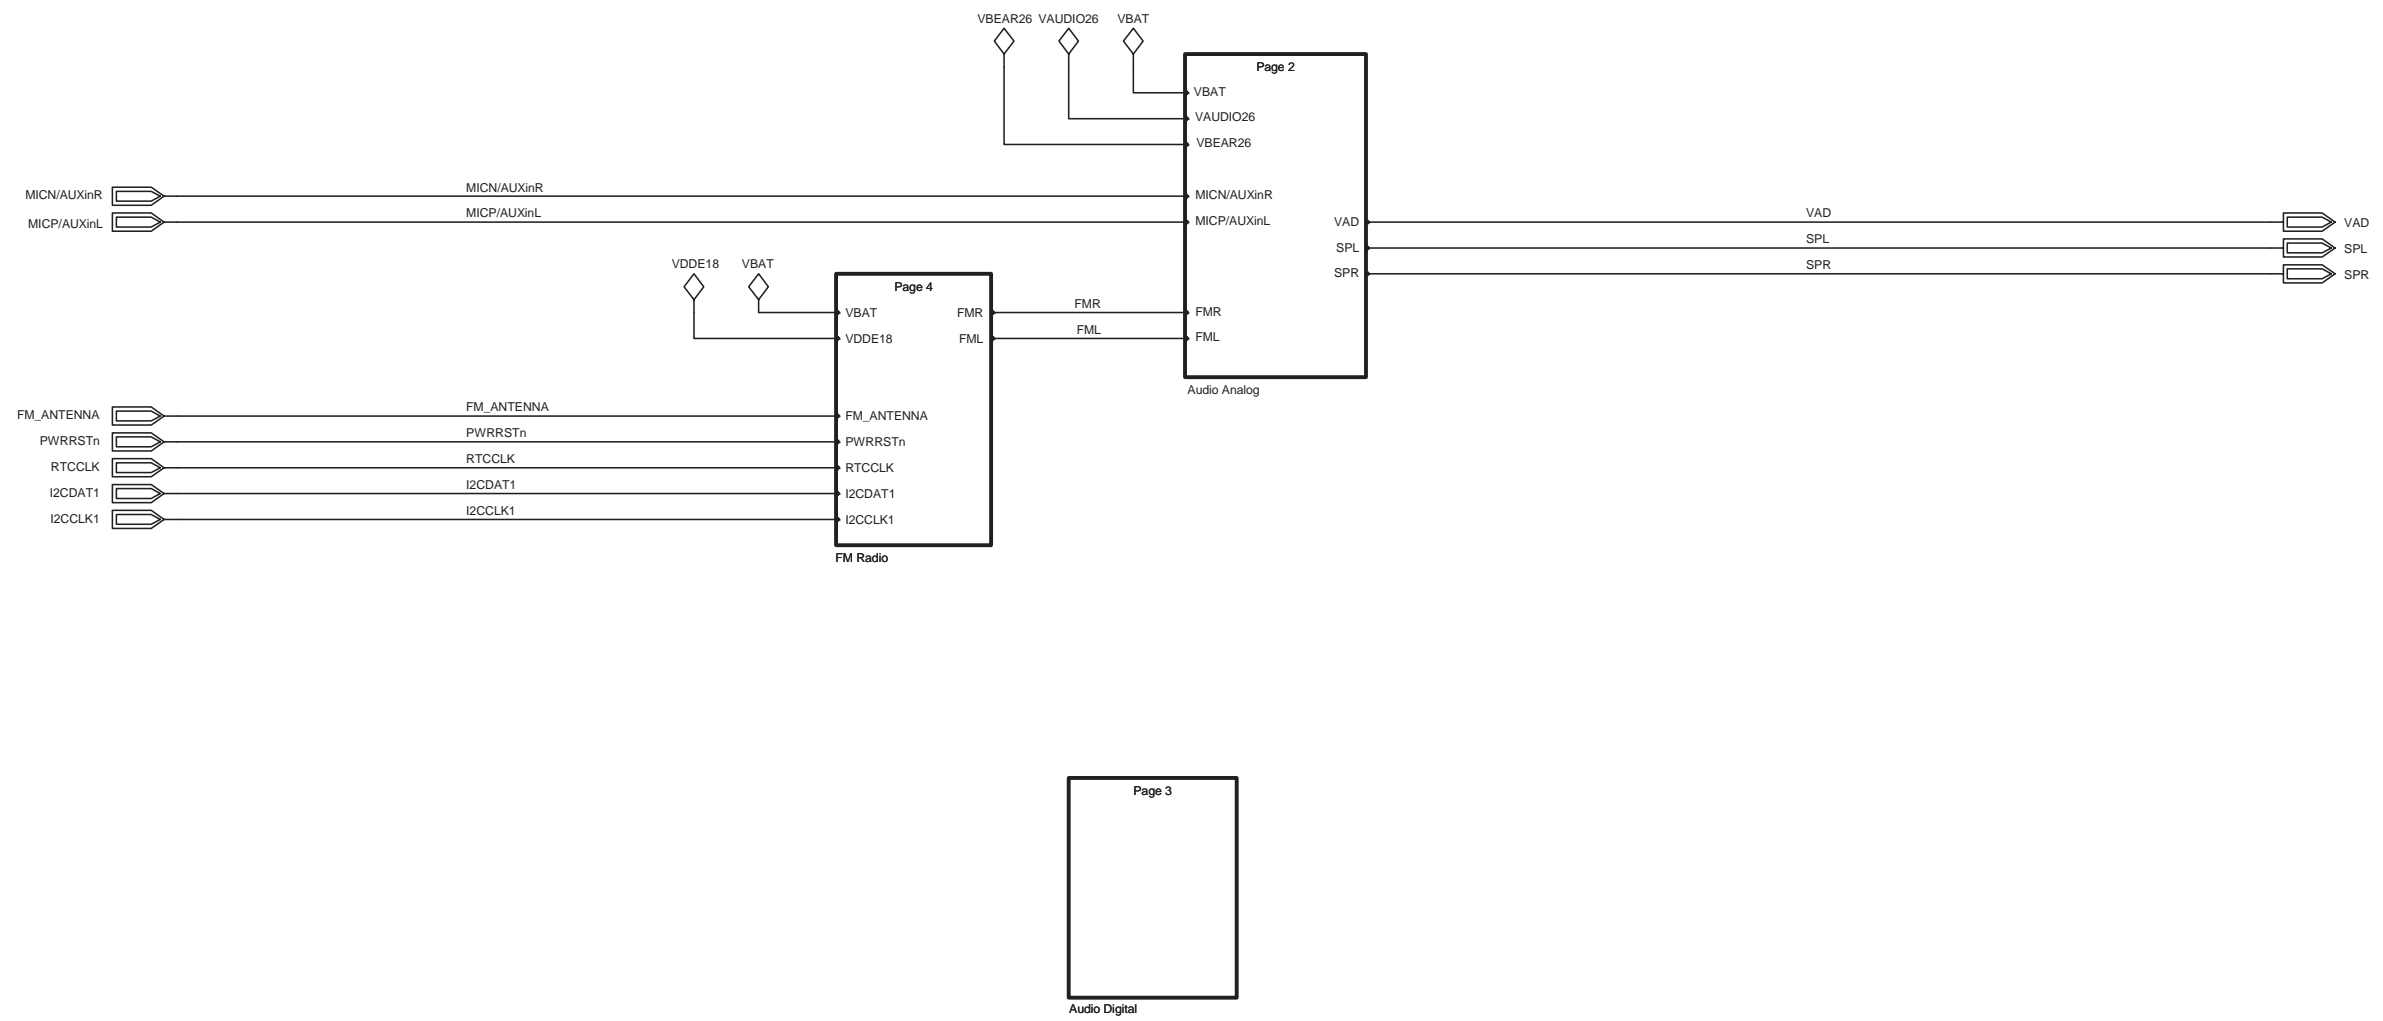 VBEAR26 VAUDIO26 VBAT
Page 2
VBAT
VAUDIO26
VBEAR26
MICN/AUXinR MICN/AUXinR MICN/AUXinR
MICP/AUXinL MICP/AUXinL MICP/AUXinL
VAD VAD VAD
SPL SPL SPL
SPR SPR SPR
VDDE18 VBAT
Page 4
VBAT FMR FMR FMR
VDDE18 FML FML FML
Audio Analog
FM_ANTENNA FM_ANTENNA FM_ANTENNA
PWRRSTn PWRRSTn PWRRSTn
RTCCLK RTCCLK RTCCLK
I2CDAT1 I2CDAT1 I2CDAT1
I2CCLK1 I2CCLK1 I2CCLK1
FM Radio
Page 3
Audio Digital